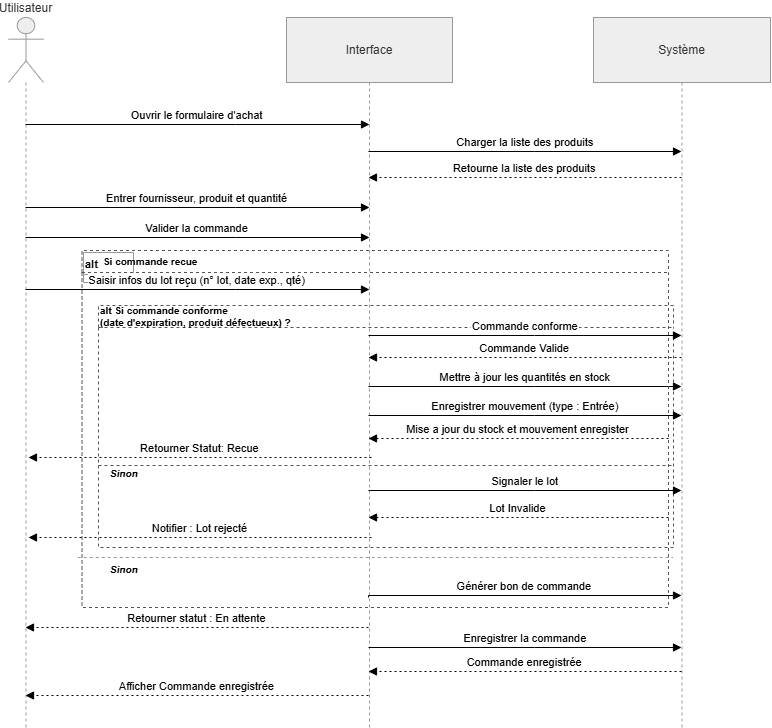 Utilisateur
Interface
Système
Ouvrir le formulaire d'achat
Charger la liste des produits
Retourne la liste des produits
Entrer fournisseur, produit et quantité
Valider la commande
alt Si commande recue
Saisir infos du lot reçu (n° lot, date exp., qté)
alt Si commande conforme
(date d'expiration, produit défectueux) ?
Commande conforme
Commande Valide
Mettre à jour les quantités en stock
Enregistrer mouvement (type : Entrée)
Mise a jour du stock et mouvement enregister
Retourner Statut: Recue
Sinon
Signaler le lot
Lot Invalide
Notifier : Lot rejecté
Sinon
Générer bon de commande
Retourner statut : En attente
Enregistrer la commande
Commande enregistrée
Afficher Commande enregistrée